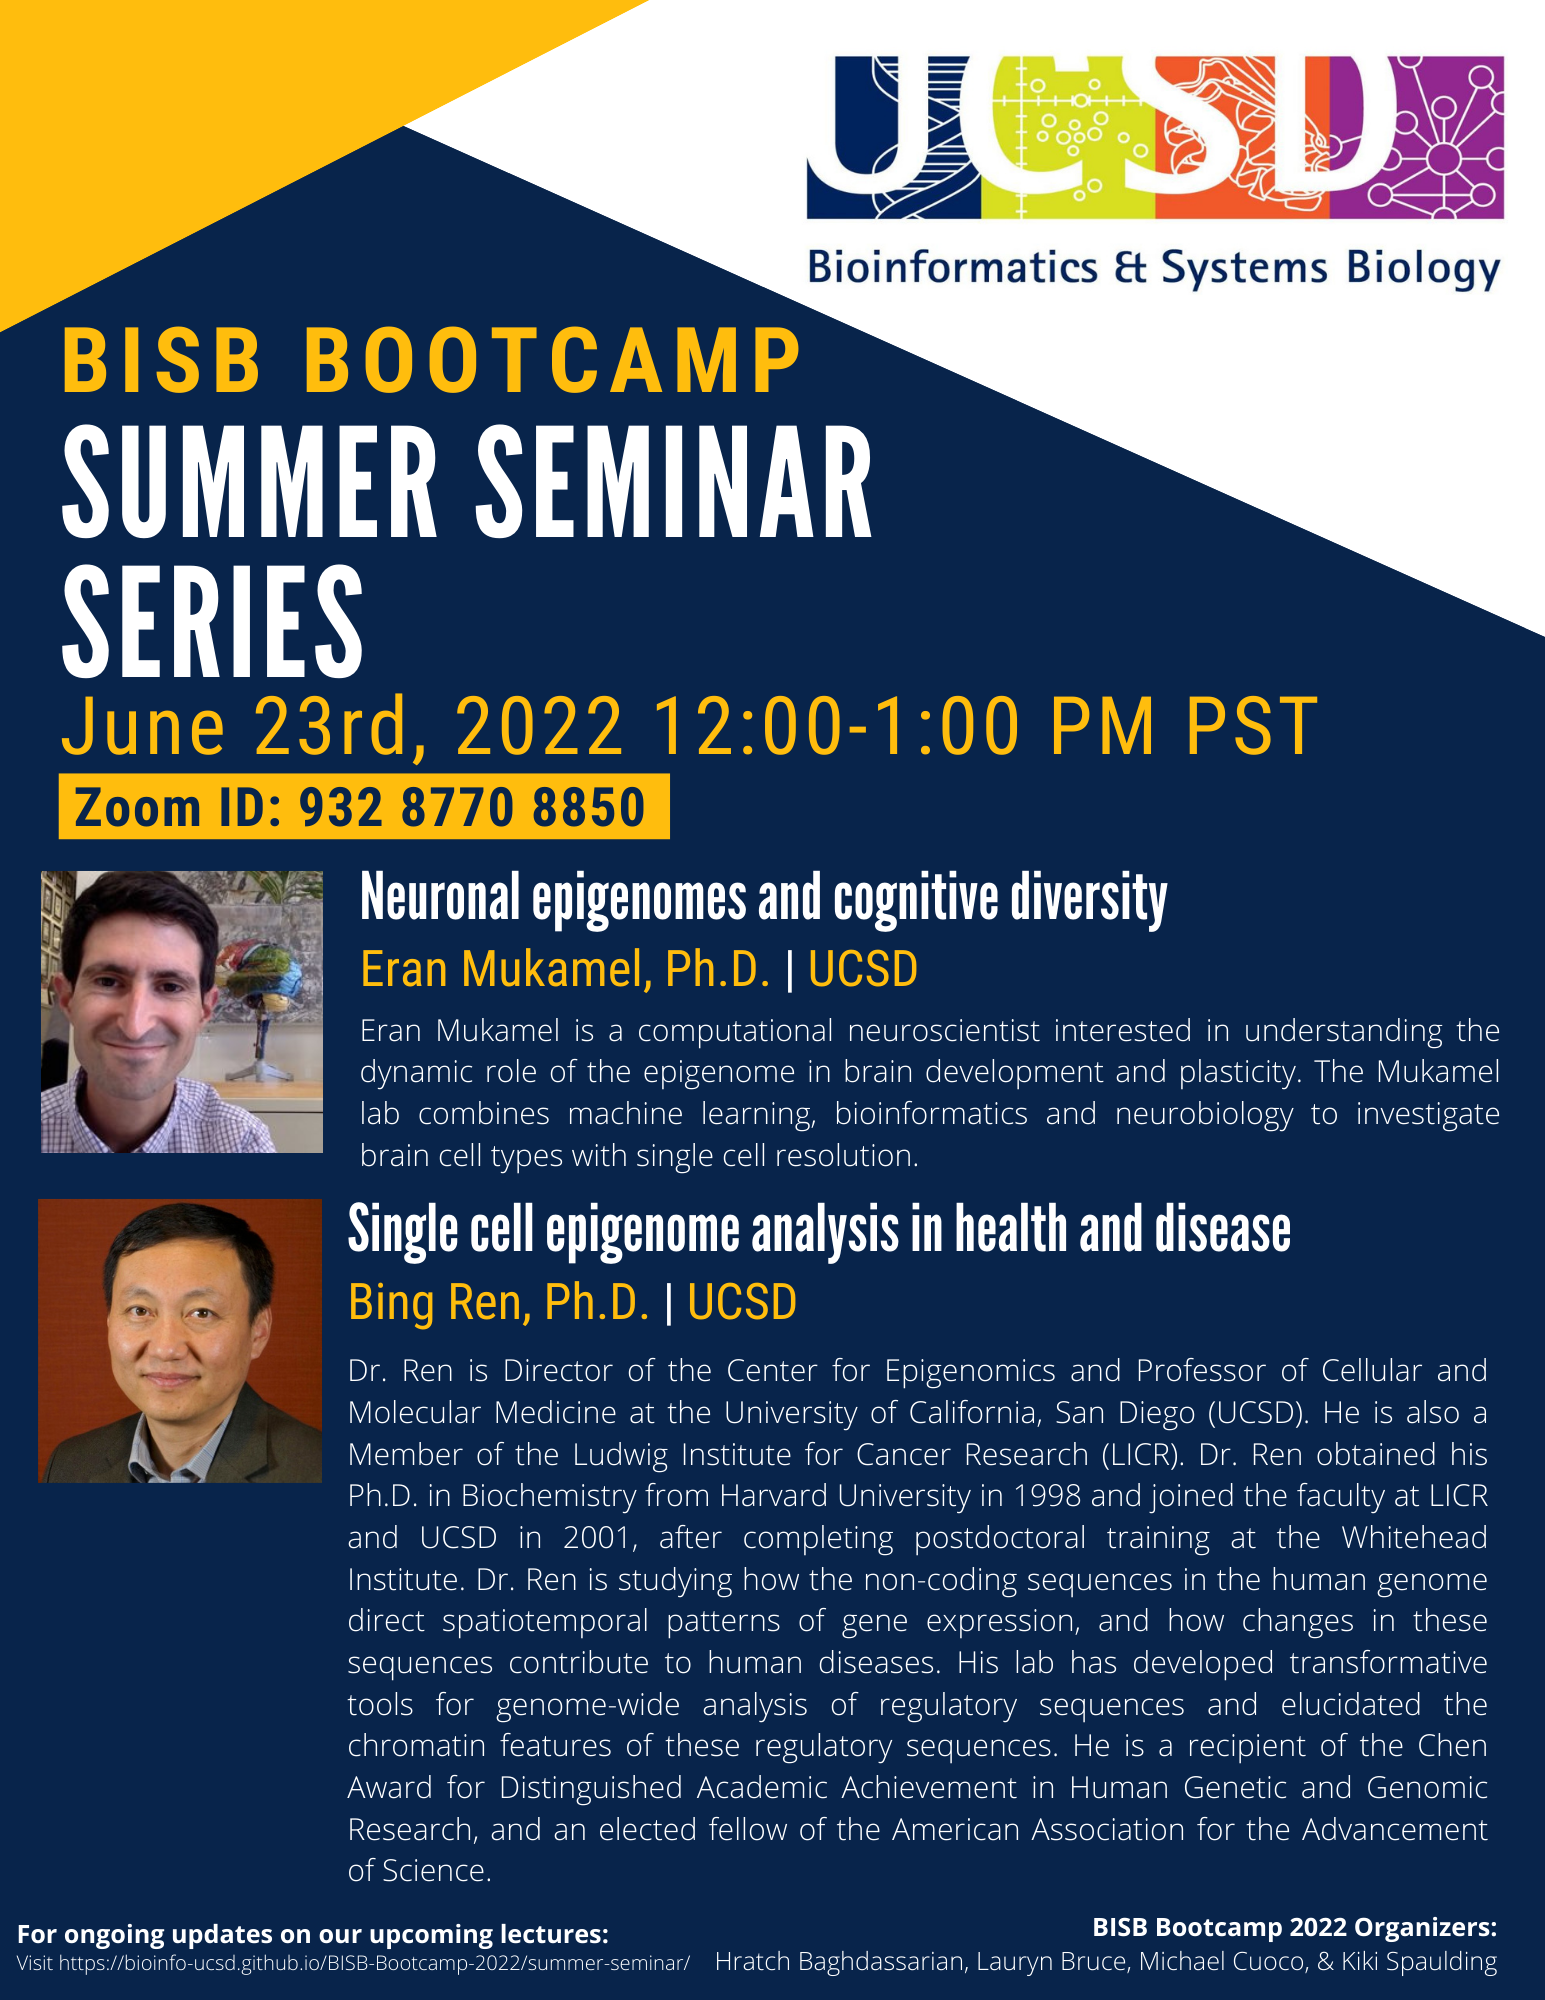 UCSD
Bioinformatics & Systems Biology
BISB BOOTCAMP
SUMMER SEMINAR
SERIES
June 23rd, 2022 12:00-1:00 PM PST
Zoom ID: 932 8770 8850
Neuronal epigenomes and cognitive diversity
Eran Mukamel, Ph.D. | UCSD
Eran Mukamel is a computational neuroscientist interested in understanding the
dynamic role of the epigenome in brain development and plasticity. The Mukamel
lab combines machine learning, bioinformatics and neurobiology to investigate
brain cell types with single cell resolution.
Single cell epigenome analysis in health and disease
Bing Ren, Ph.D. | UCSD
Dr. Ren is Director of the Center for Epigenomics and Professor of Cellular and
Molecular Medicine at the University of California, San Diego (UCSD). He is also a
Member of the Ludwig Institute for Cancer Research (LICR). Dr. Ren obtained his
Ph.D. in Biochemistry from Harvard University in 1998 and joined the faculty at LICR
and UCSD in 2001, after completing postdoctoral training at the Whitehead
Institute. Dr. Ren is studying how the non-coding sequences in the human genome
direct spatiotemporal patterns of gene expression, and how changes in these
sequences contribute to human diseases. His lab has developed transformative
tools for genome-wide analysis of regulatory sequences and elucidated the
chromatin features of these regulatory sequences. He is a recipient of the Chen
Award for Distinguished Academic Achievement in Human Genetic and Genomic
Research, and an elected fellow of the American Association for the Advancement
of Science.
For ongoing updates on our upcoming lectures:
Visit https://bioinfo-ucsd.github.io/BISB-Bootcamp-2022/summer-seminar/
BISB Bootcamp 2022 Organizers:
Hratch Baghdassarian, Lauryn Bruce, Michael Cuoco, & Kiki Spaulding